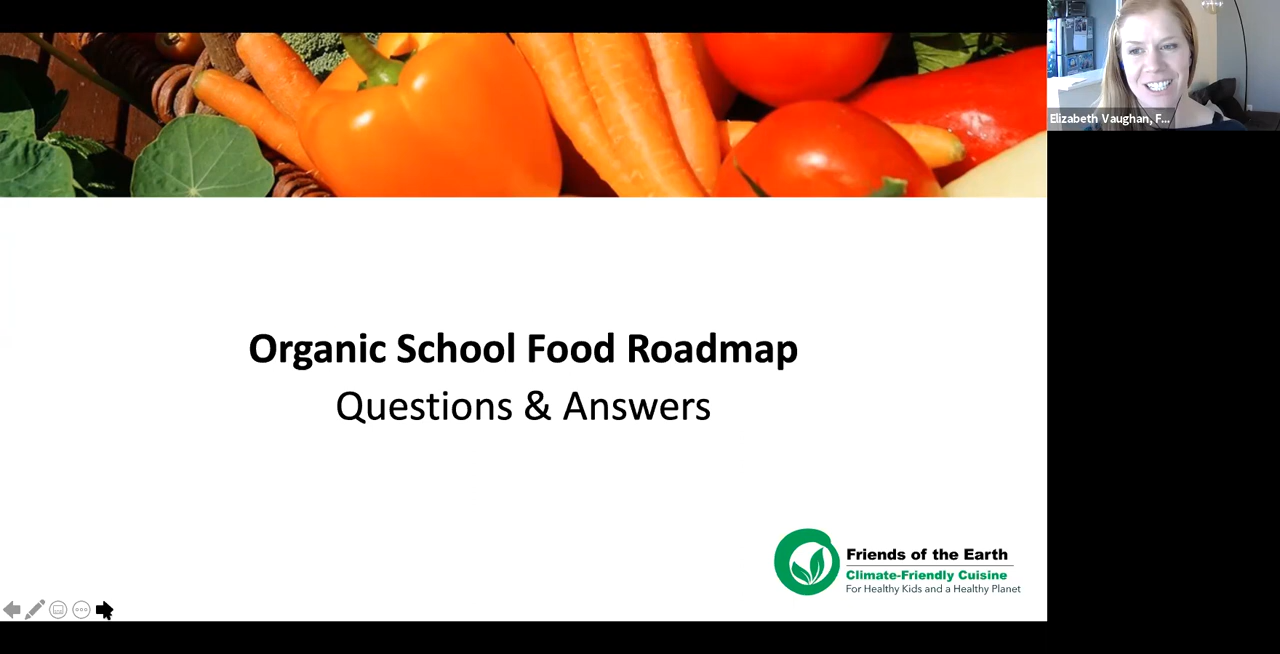 Elizabeth Vaughan, F...
Organic School Food Roadmap
Questions & Answers
Friends of the Earth
Climate-Friendly Cuisine
For Healthy Kids and a Healthy Planet